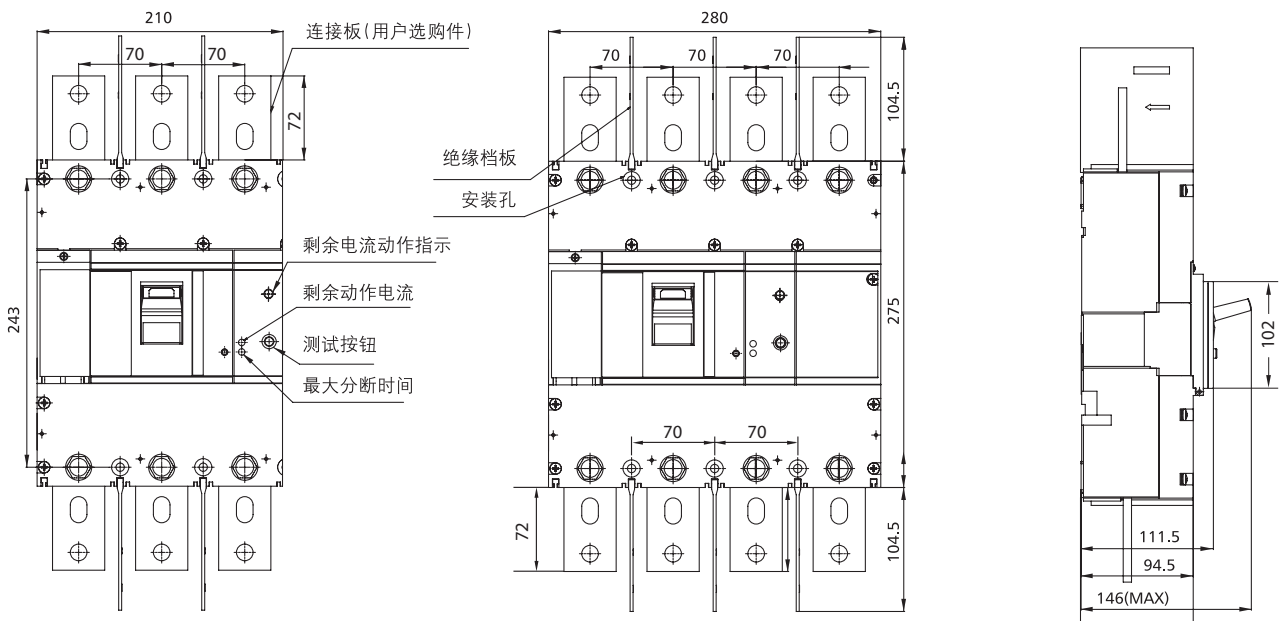 210
连接板(用户选购件)
70
70
72
243
绝缘档板
安装孔
剩余电流动作指示
剩余动作电流
测试按钮
最大分断时间
280
70
70
70
104.5
275
70
70
72
104.5
102
111.5
94.5
146(MAX)